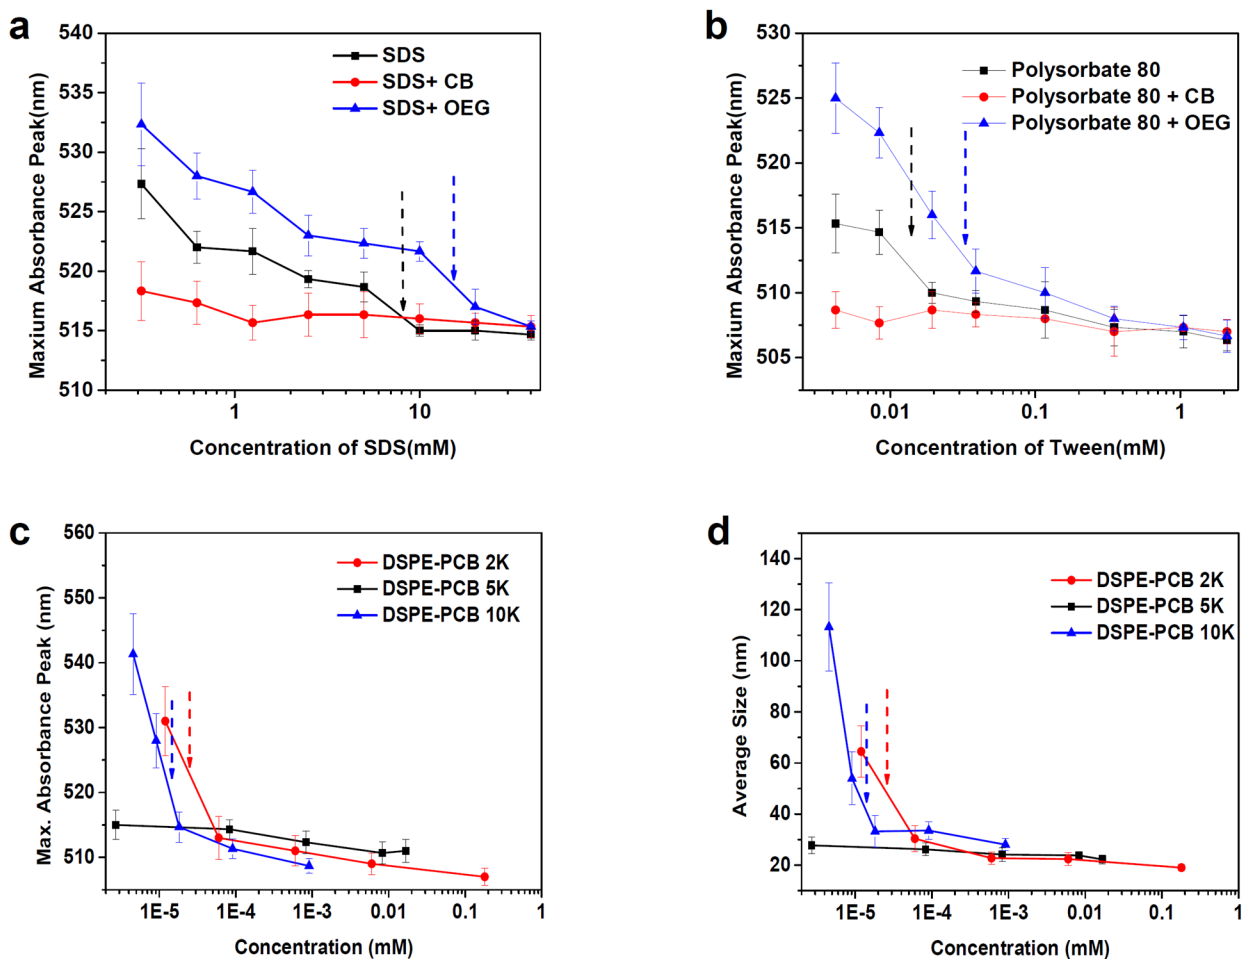 a
540
535
530
525
520
515
510
Maxium Absorbance Peak(nm)
SDS
SDS+ CB
SDS+ OEG
1
10
Concentration of SDS(mM)
b
530
525
520
515
510
505
Maxium Absorbance Peak(nm)
Polysorbate 80
Polysorbate 80 + CB
Polysorbate 80 + OEG
0.01
0.1
1
Concentration of Tween(mM)
c
560
550
540
530
520
510
Max. Absorbance Peak (nm)
DSPE-PCB 2K
DSPE-PCB 5K
DSPE-PCB 10K
1E-5
1E-4
1E-3
0.01
0.1
1
Concentration (mM)
d
140
120
100
80
60
40
20
Average Size (nm)
DSPE-PCB 2K
DSPE-PCB 5K
DSPE-PCB 10K
1E-5
1E-4
1E-3
0.01
0.1
1
Concentration (mM)